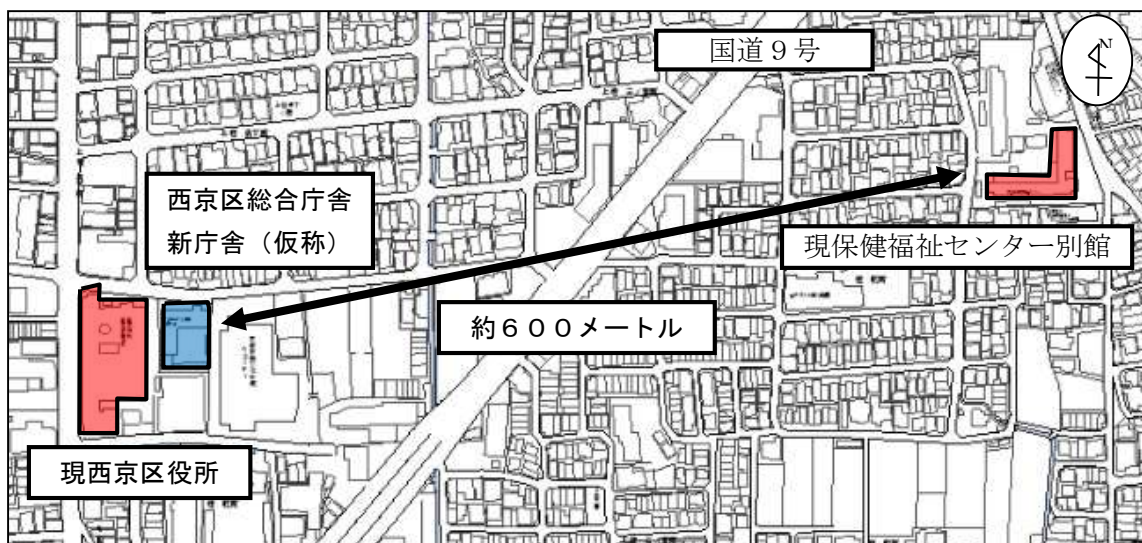 国道９号
N
西京区総合庁舎
新庁舎（仮称）
現保健福祉センター別館
約６００メートル
現西京区役所